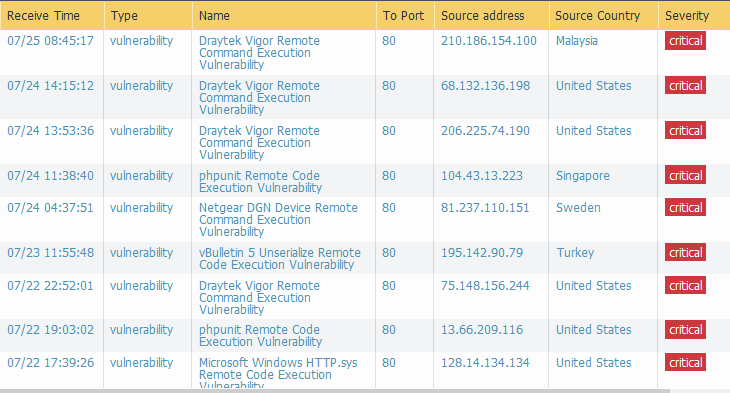 Receive Time Type Name To Port Source address Source Country Severity
07/25 08:45:17 vulnerability Draytek Vigor Remote 80 210.186.154.100 Malaysia critical
Command Execution
Vulnerability
07/24 14:15:12 vulnerability Draytek Vigor Remote 80 68.132.136.198 United States critical
Command Execution
Vulnerability
07/24 13:53:36 vulnerability Draytek Vigor Remote 80 206.225.74.190 United States critical
Command Execution
Vulnerability
07/24 11:38:40 vulnerability phpunit Remote Code 80 104.43.13.223 Singapore critical
Execution Vulnerability
07/24 04:37:51 vulnerability Netgear DGN Device Remote 80 81.237.110.151 Sweden critical
Command Execution
Vulnerability
07/23 11:55:48 vulnerability vBulletin 5 Unserialize Remote 80 195.142.90.79 Turkey critical
Code Execution Vulnerability
07/22 22:52:01 vulnerability Draytek Vigor Remote 80 75.148.156.244 United States critical
Command Execution
Vulnerability
07/22 19:03:02 vulnerability phpunit Remote Code 80 13.66.209.116 United States critical
Execution Vulnerability
07/22 17:39:26 vulnerability Microsoft Windows HTTP.sys 80 128.14.134.134 United States critical
Remote Code Execution
Vulnerability